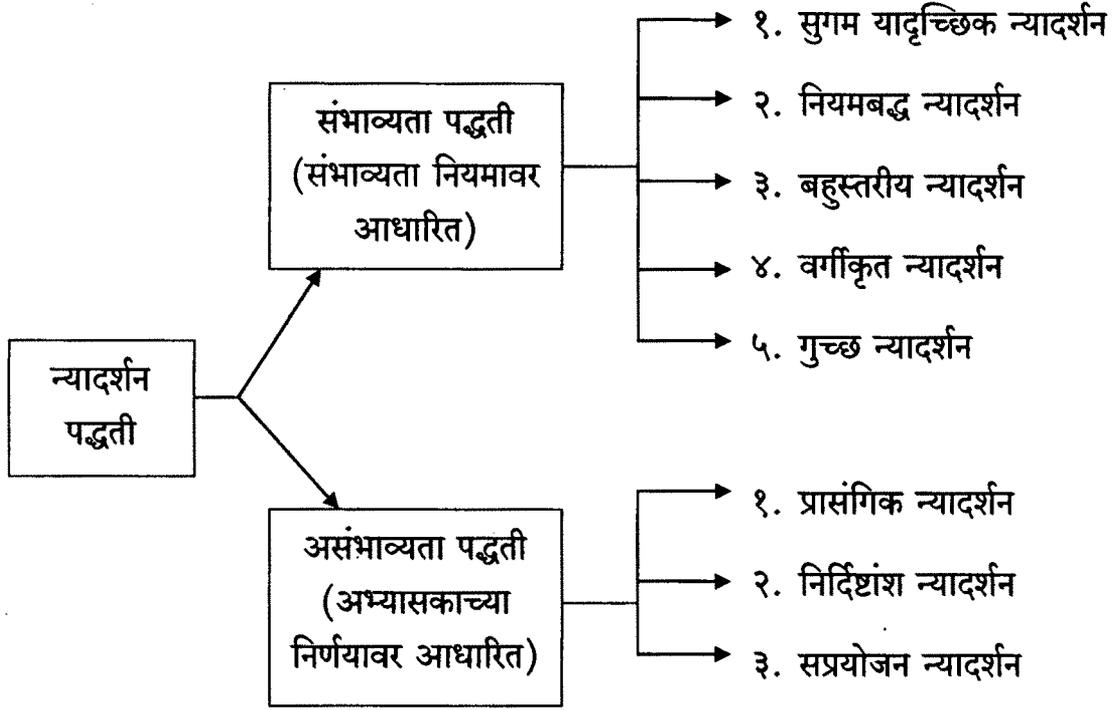 न्यादर्शन
पद्धती
संभाव्यता पद्धती
(संभाव्यता नियमावर
आधारित)
१. सुगम यादृच्छिक न्यादर्शन
२. नियमबद्ध न्यादर्शन
३. बहुस्तरीय न्यादर्शन
४. वर्गीकृत न्यादर्शन
५. गुच्छ न्यादर्शन
असंभाव्यता पद्धती
(अभ्यासकाच्या
निर्णयावर आधारित)
१. प्रासंगिक न्यादर्शन
२. निर्दिष्टांश न्यादर्शन
३. सप्रयोजन न्यादर्शन